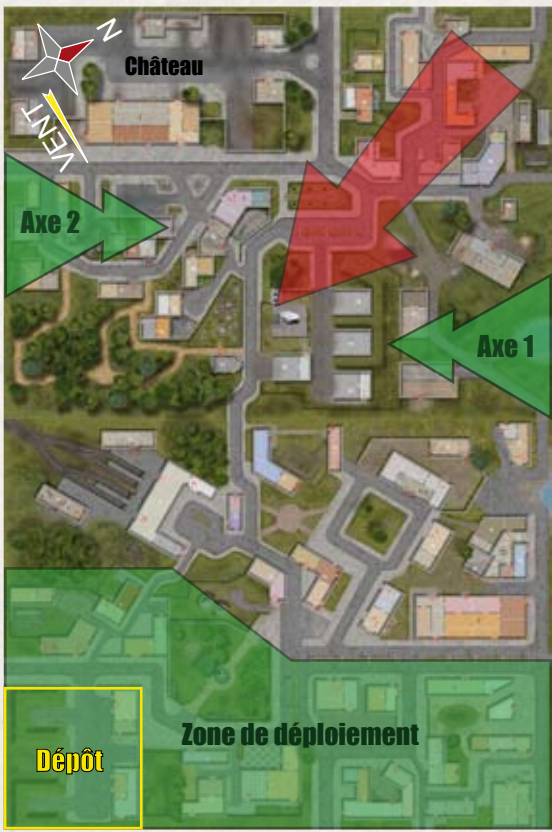 N
Château
VENT
Axe 2
Axe 1
Zone de déploiement
Dépôt